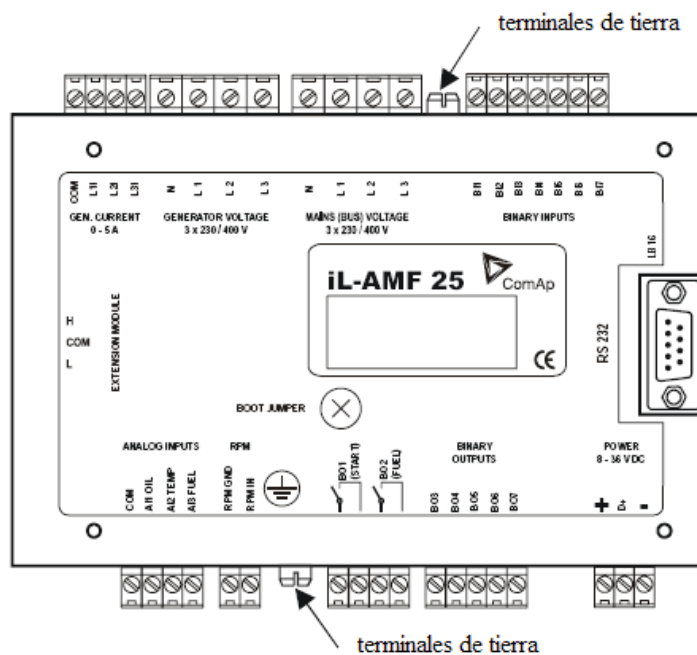 terminales de tierra
COM L1I L2I L3I
N L1 L2 L3
N L1 L2 L3
BI1 BI2 BI3 BI4 BI5 BI6 BI7
GEN. CURRENT
0 - 5 A
GENERATOR VOLTAGE
3 x 230 / 400 V
MAINS (BUS) VOLTAGE
3 x 230 / 400 V
BINARY INPUTS
LB 16
iL-AMF 25
ComAp
CE
H
COM
L
EXTENSION MODULE
RS 232
BOOT JUMPER
ANALOG INPUTS
RPM
BINARY
OUTPUTS
POWER
8 - 36 VDC
COM
AI1 OIL
AI2 TEMP
AI3 FUEL
RPM GND
RPM IN
BO1
(START)
BO2
(FUEL)
BO3
BO4
BO5
BO6
BO7
+
D+
-
terminales de tierra